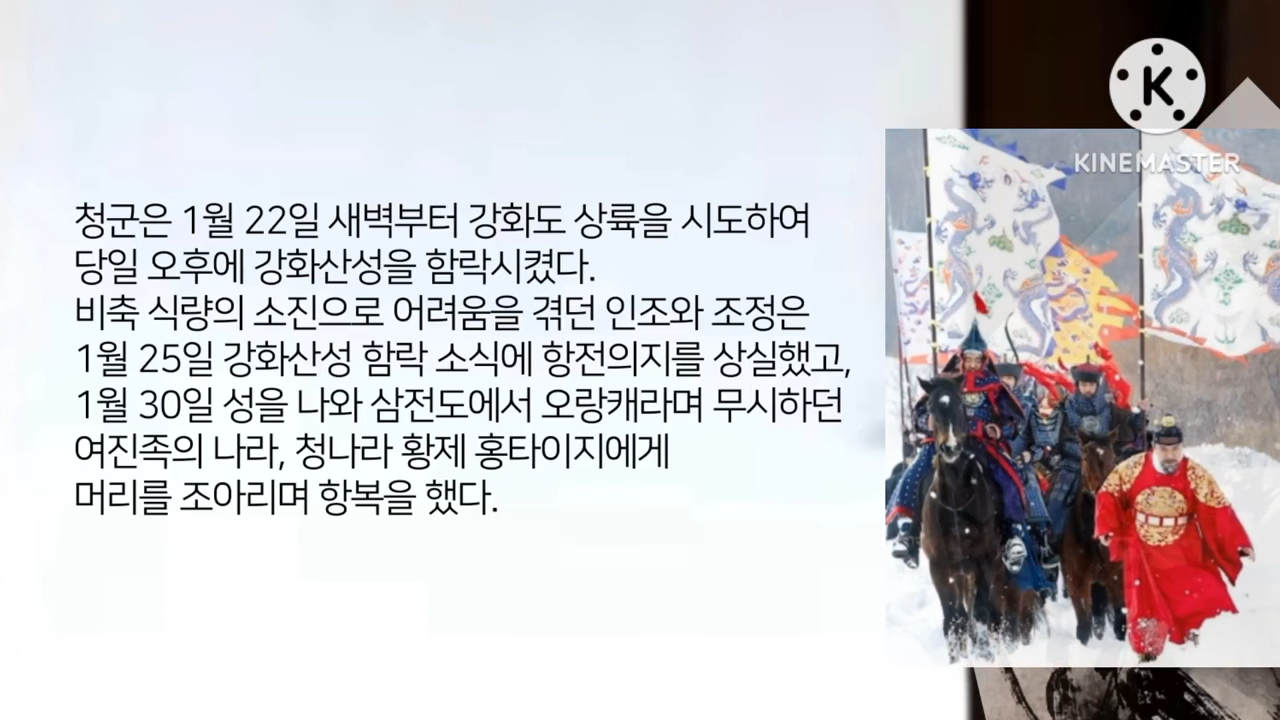 청군은 1월 22일 새벽부터 강화도 상륙을 시도하여
당일 오후에 강화산성을 함락시켰다.
비축 식량의 소진으로 어려움을 겪던 인조와 조정은
1월 25일 강화산성 함락 소식에 항전의지를 상실했고,
1월 30일 성을 나와 삼전도에서 오랑캐라며 무시하던
여진족의 나라, 청나라 황제 홍타이지에게
머리를 조아리며 항복을 했다.
K
KINEMASTER